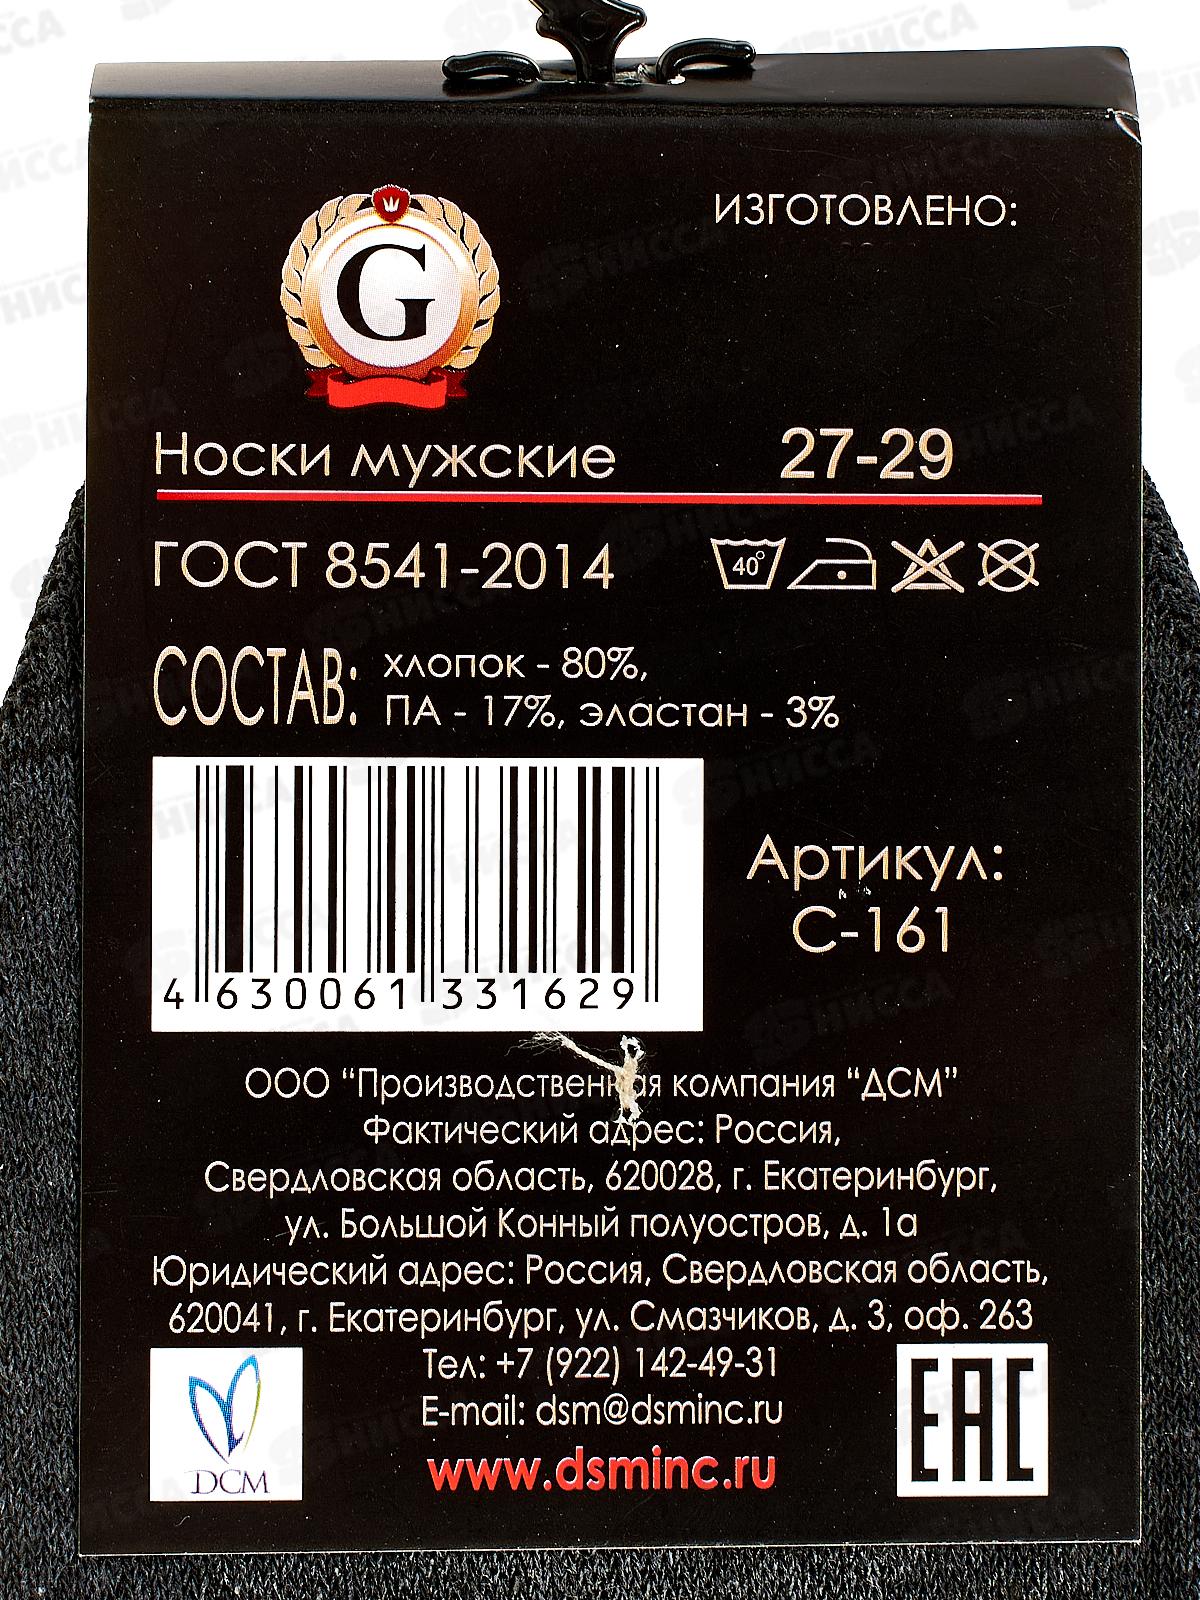 ИЗГОТОВЛЕНО:
G
Носки мужские 27-29
ГОСТ 8541-2014
40°
СОСТАВ: хлопок - 80%,
ПА - 17%, эластан - 3%
4 630061 331629
Артикул:
С-161
ООО “Производственная компания “ДСМ”
Фактический адрес: Россия,
Свердловская область, 620028, г. Екатеринбург,
ул. Большой Конный полуостров, д. 1а
Юридический адрес: Россия, Свердловская область,
620041, г. Екатеринбург, ул. Смазчиков, д. 3, оф. 263
Тел: +7 (922) 142-49-31
E-mail: dsm@dsminc.ru
www.dsminc.ru
DCM
EAC